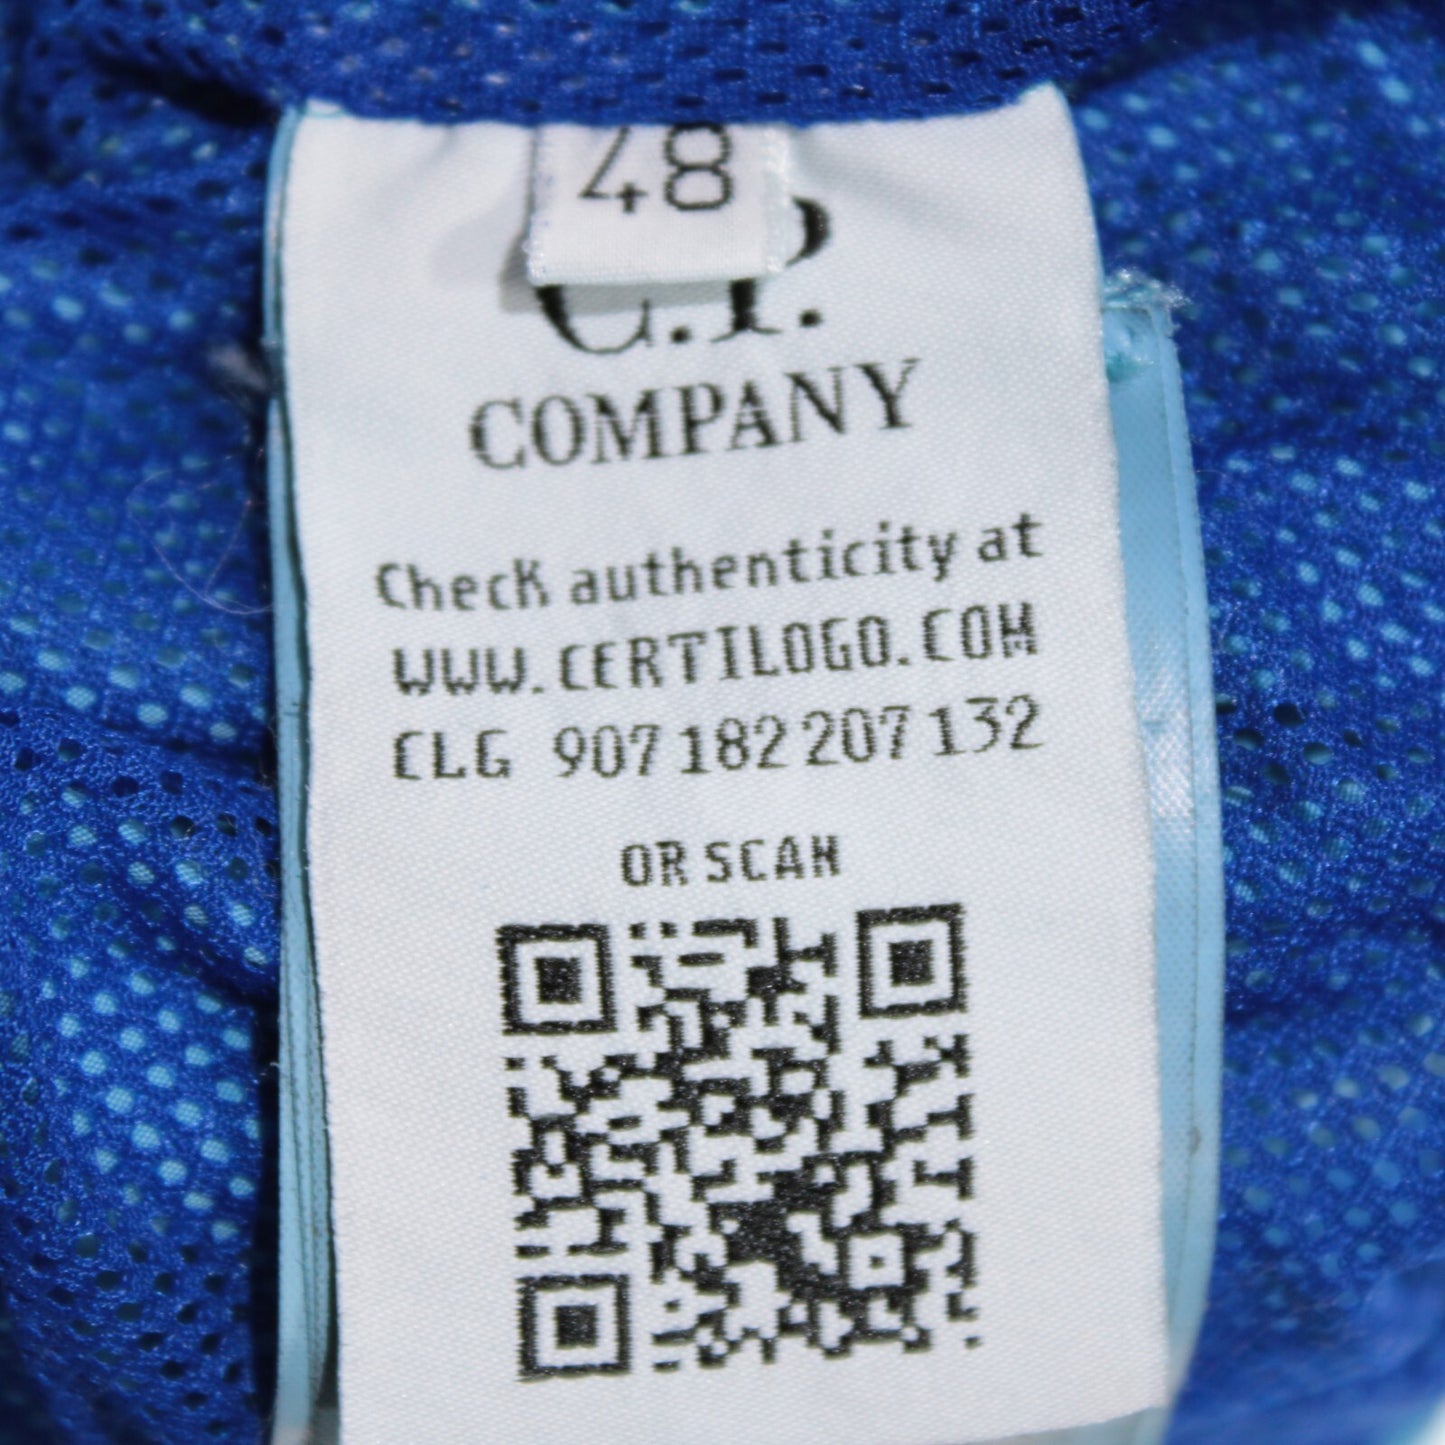 48
C.P.
COMPANY
Check authenticity at
WWW.CERTILOGO.COM
CLG 907 182 207 132
OR SCAN